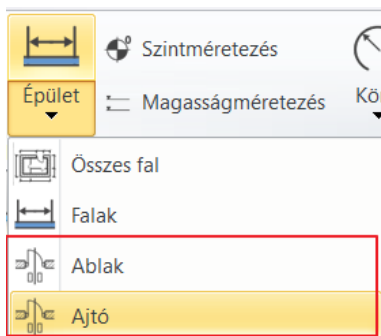 Szintméretezés
Épület
Magasságméretezés
Összes fal
Falak
Ablak
Ajtó